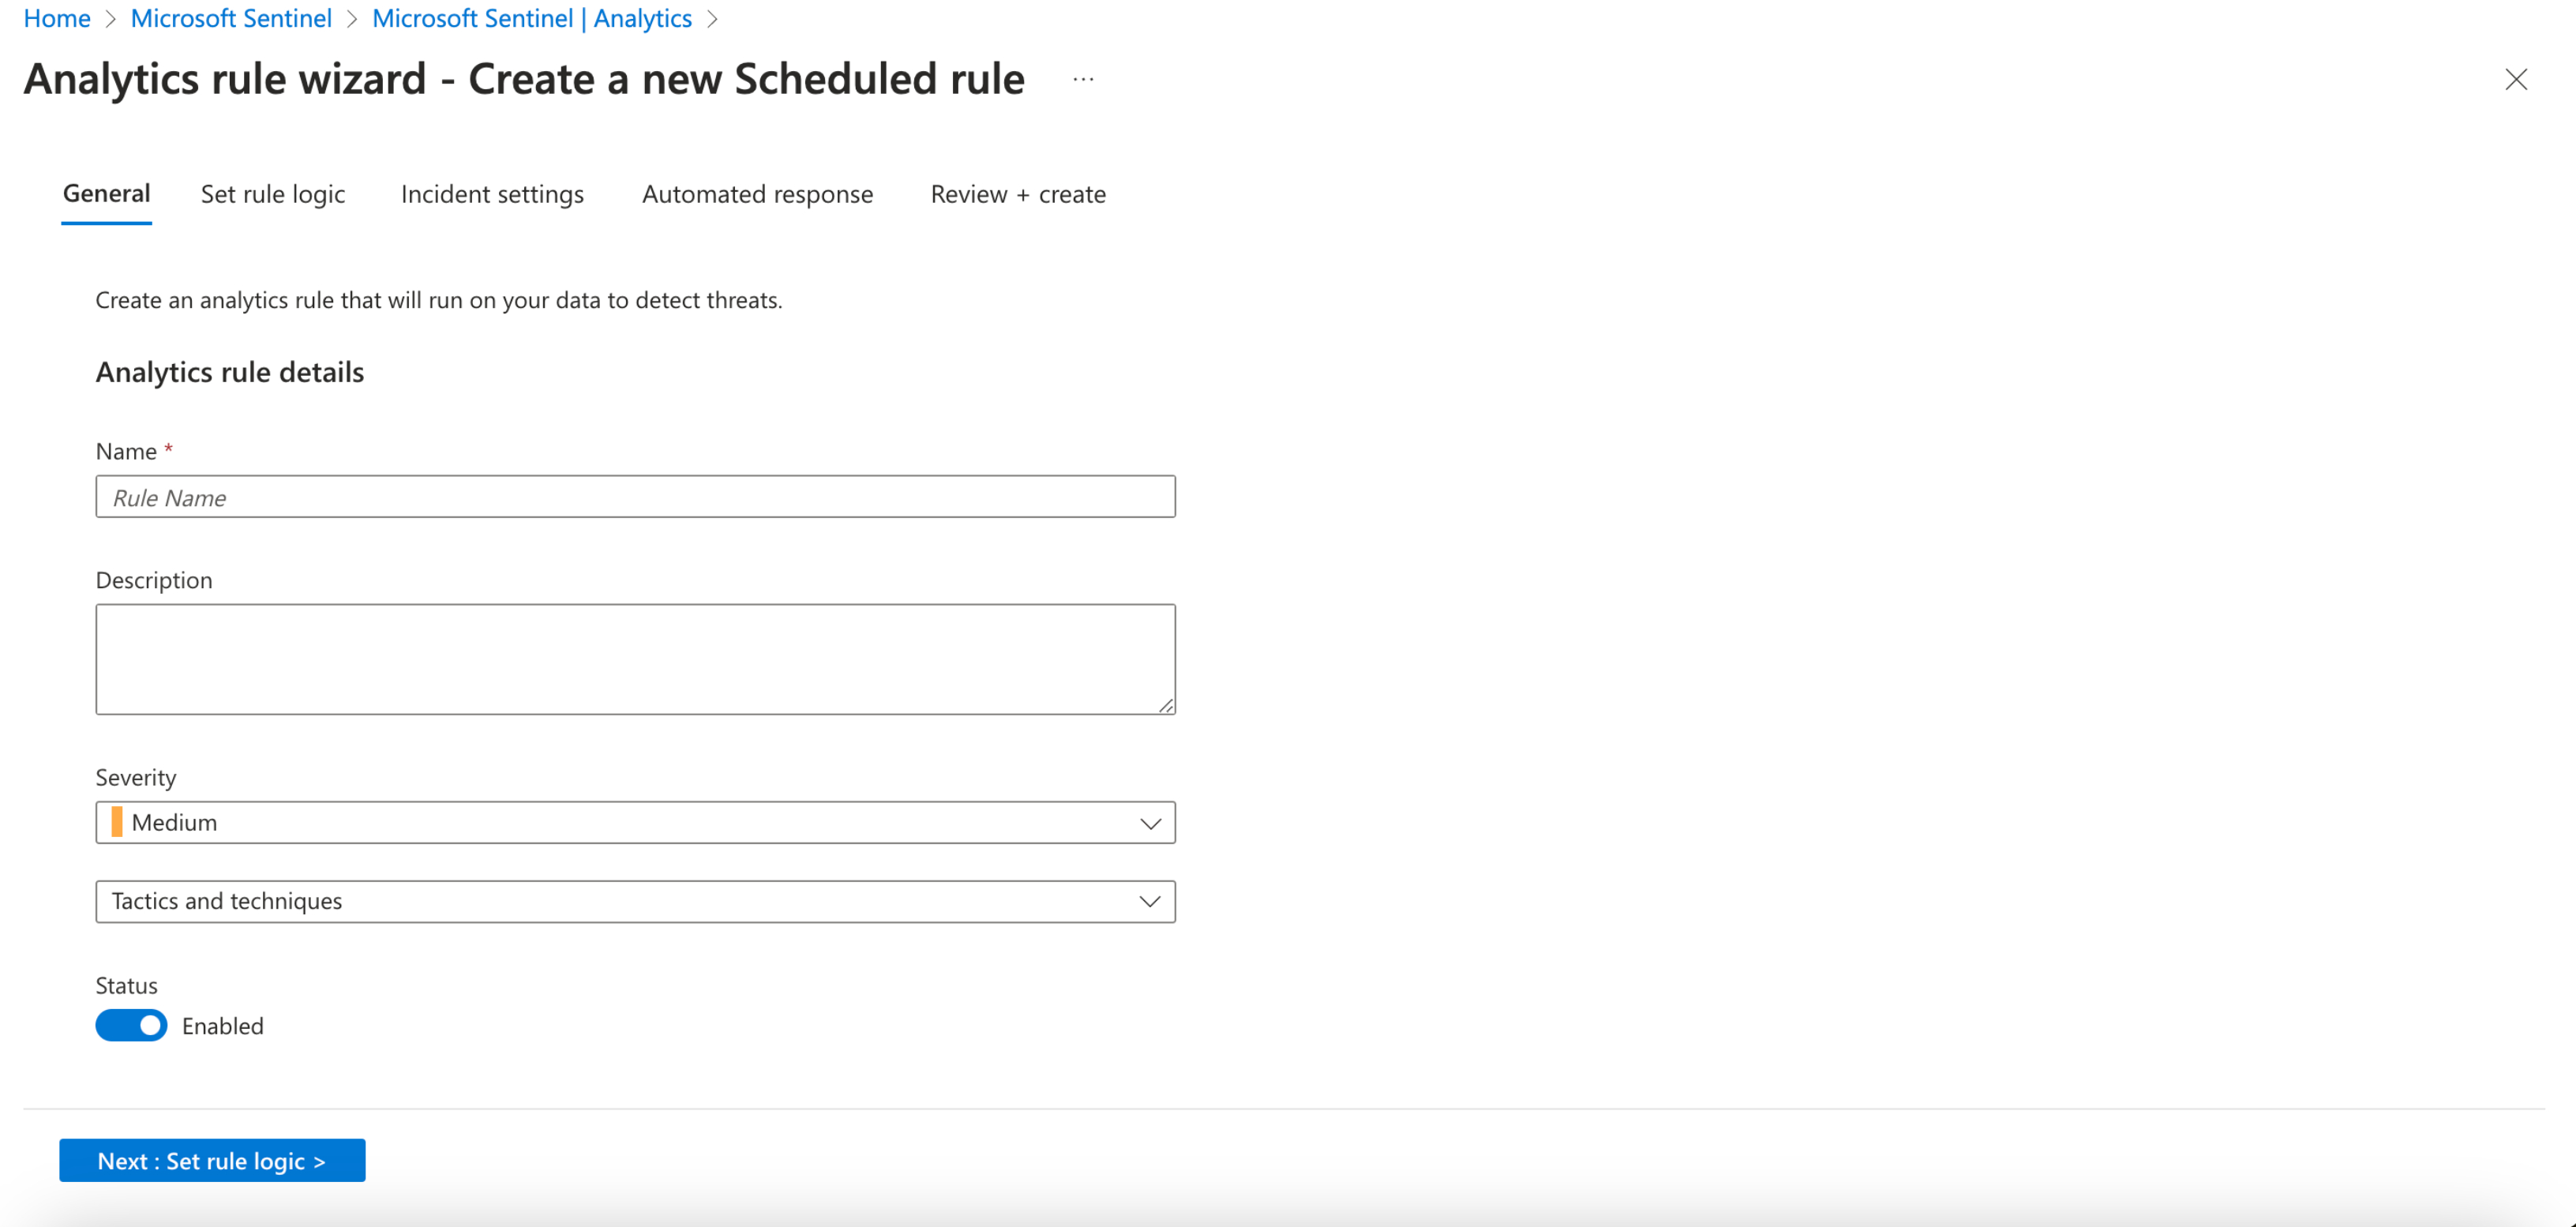 Home > Microsoft Sentinel > Microsoft Sentinel | Analytics >
Analytics rule wizard - Create a new Scheduled rule ...
General Set rule logic Incident settings Automated response Review + create
Create an analytics rule that will run on your data to detect threats.
Analytics rule details
Name *
Rule Name
Description
Severity
Medium
Tactics and techniques
Status
Enabled
Next : Set rule logic >